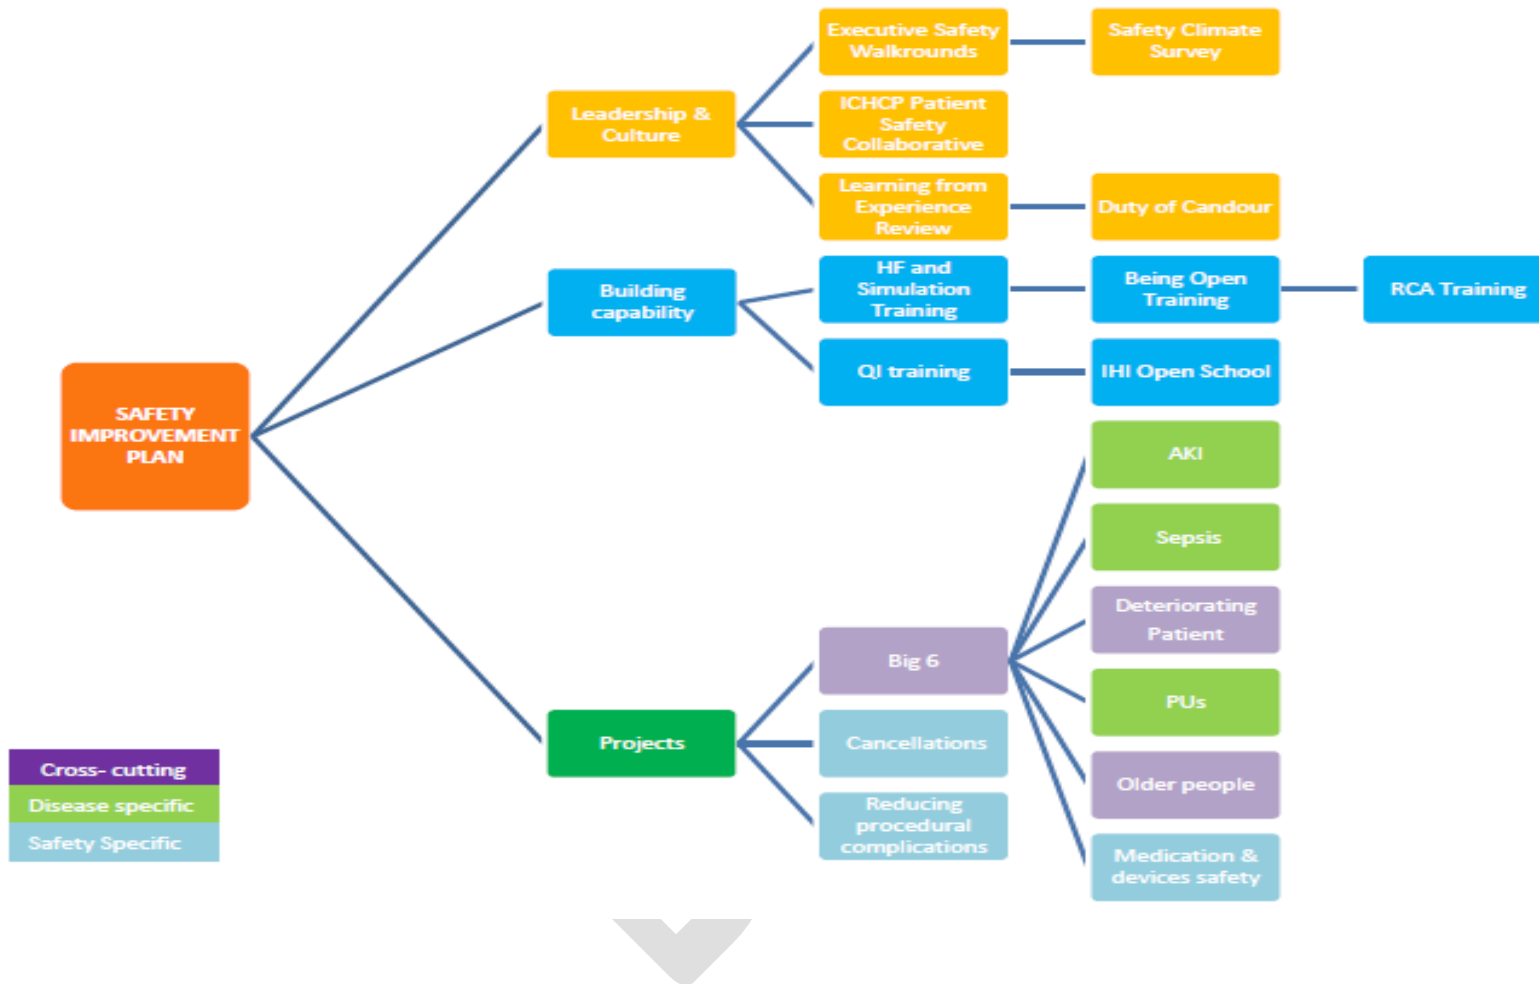 SAFETY
IMPROVEMENT
PLAN
Leadership &
Culture
Executive Safety
Walkrounds
Safety Climate
Survey
ICHCP Patient
Safety
Collaborative
Learning from
Experience
Review
Duty of Candour
Building
capability
HF and
Simulation
Training
Being Open
Training
RCA Training
QI training
IHI Open School
Projects
Big 6
AKI
Sepsis
Deteriorating
Patient
PUs
Older people
Medication &
devices safety
Cancellations
Reducing
procedural
complications
Cross- cutting
Disease specific
Safety Specific